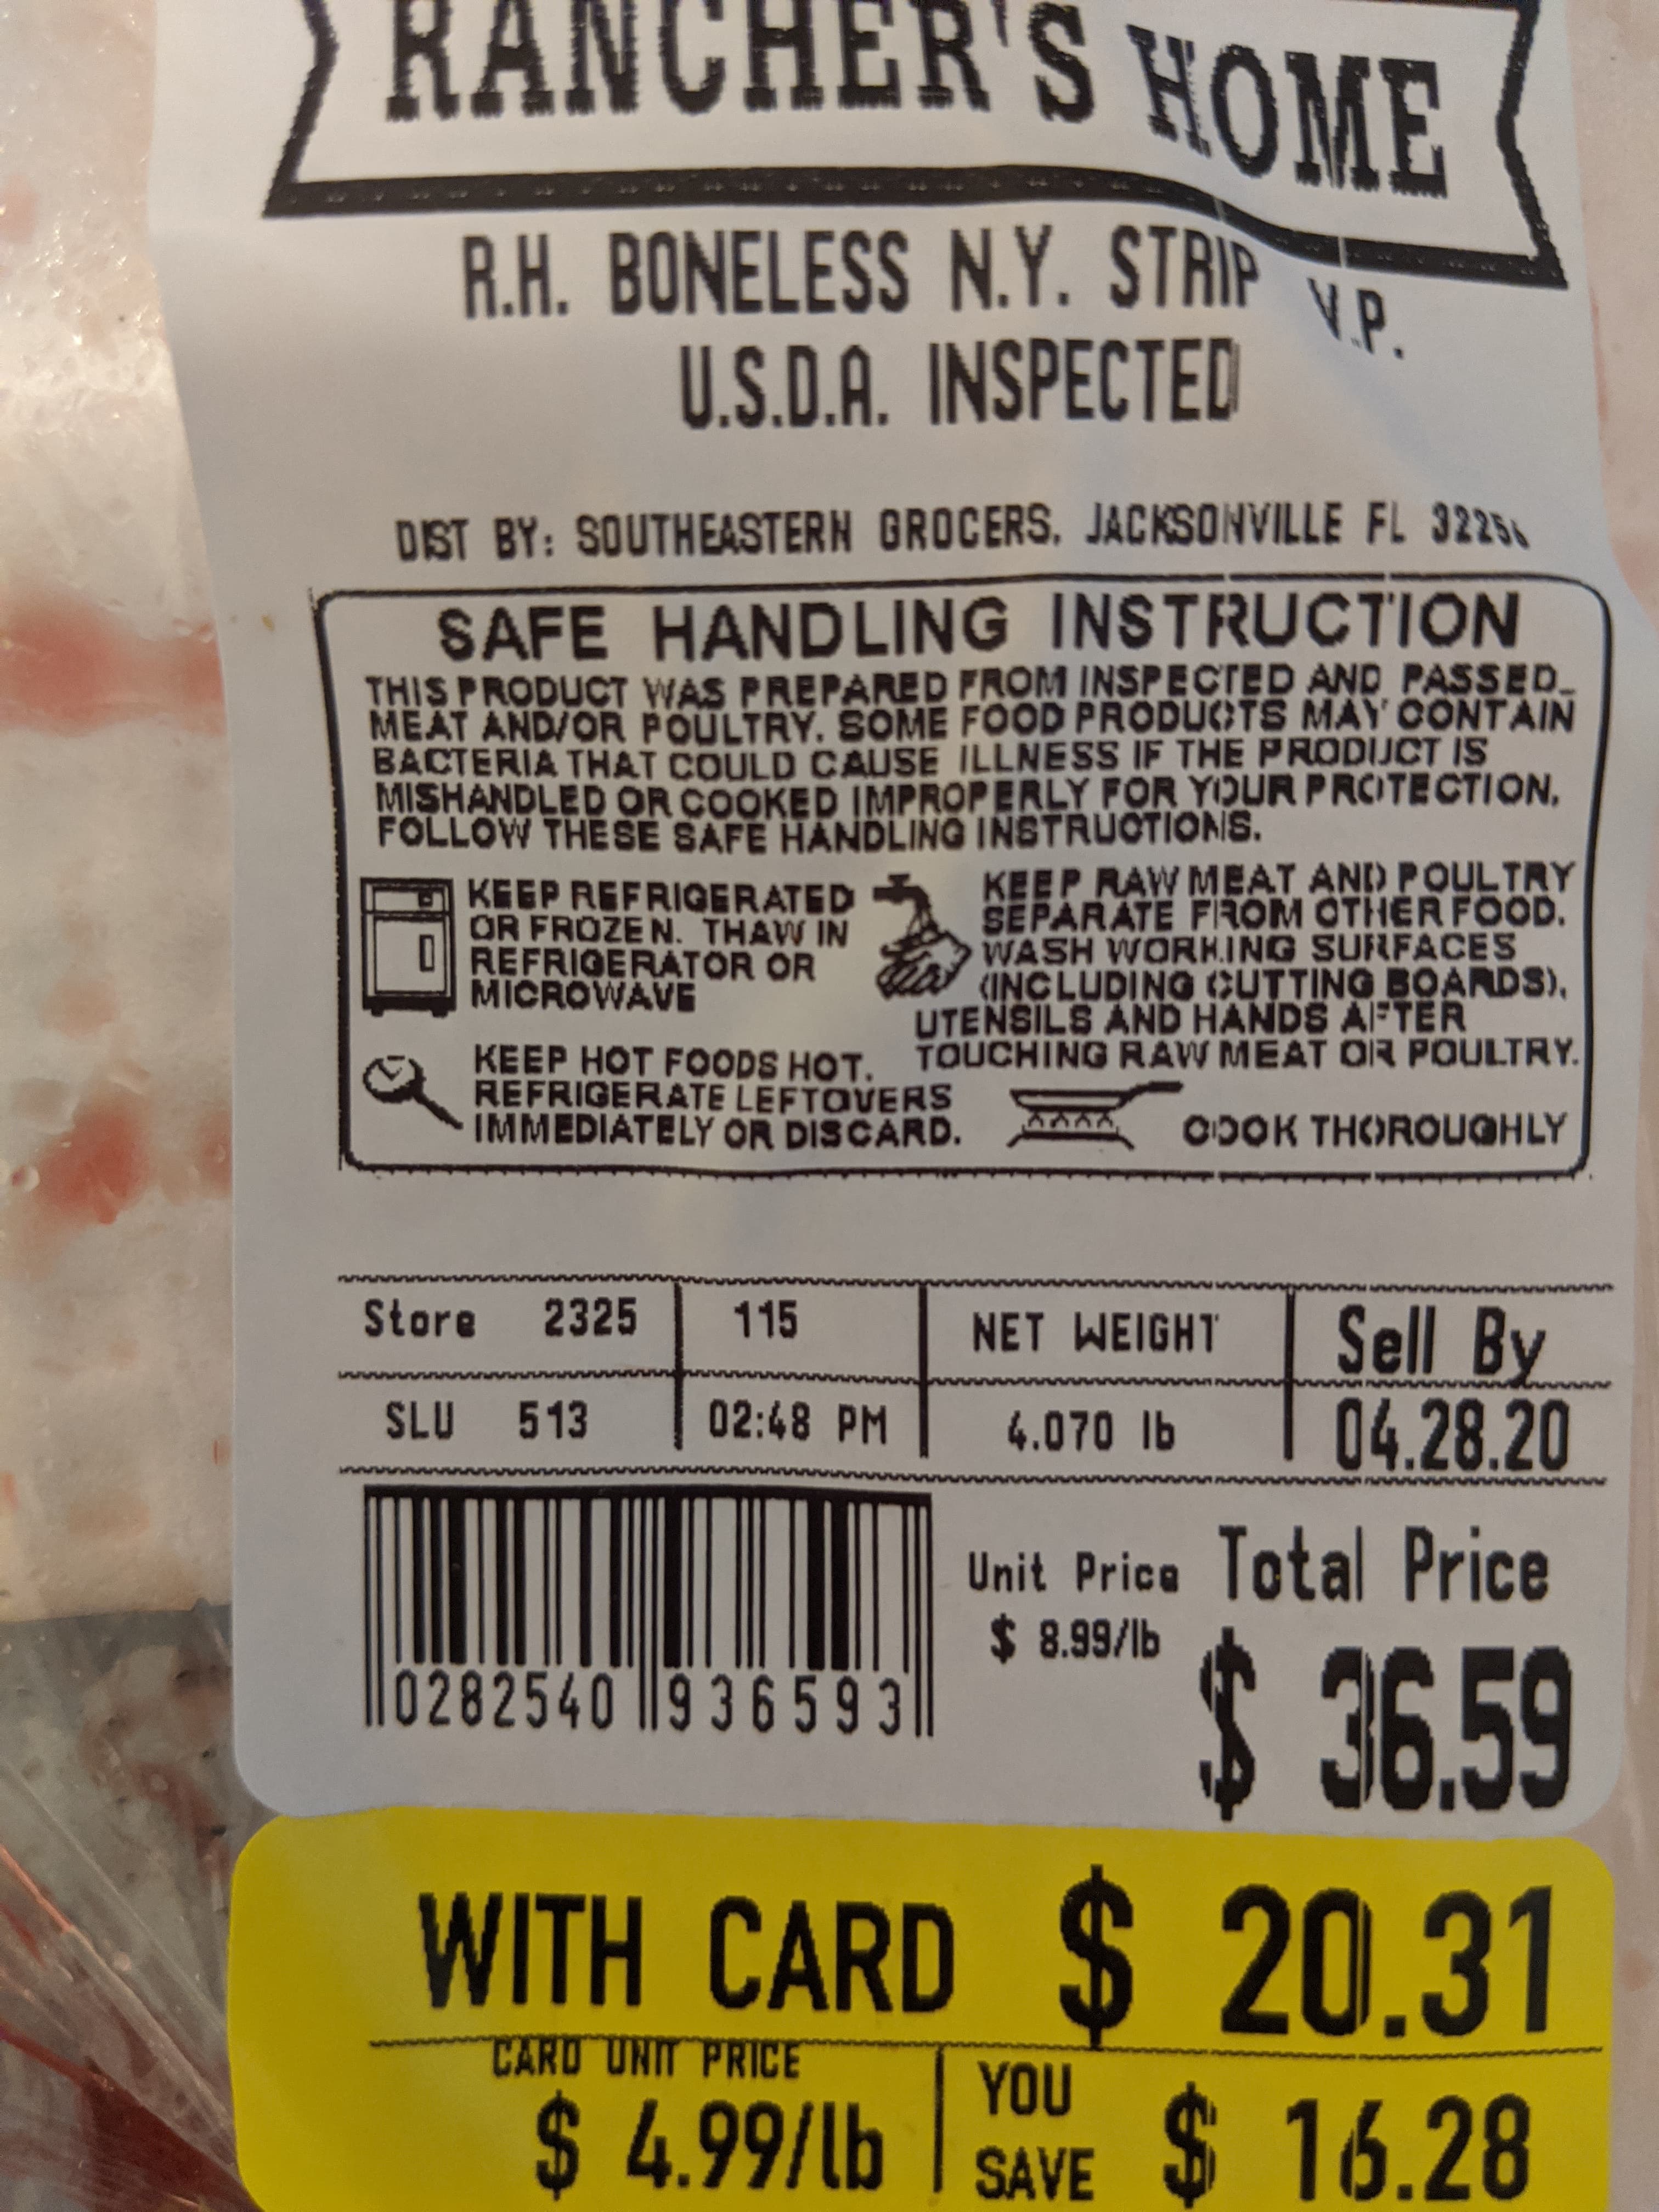 RANCHER'S HOME
R.H. BONELESS N.Y. STRIP V.P.
U.S.D.A. INSPECTED
DIST BY: SOUTHEASTERN GROCERS, JACKSONVILLE FL 32256
SAFE HANDLING INSTRUCTION
THIS PRODUCT WAS PREPARED FROM INSPECTED AND PASSED
MEAT AND/OR POULTRY. SOME FOOD PRODUCTS MAY CONTAIN
BACTERIA THAT COULD CAUSE ILLNESS IF THE PRODUCT IS
MISHANDLED OR COOKED IMPROPERLY FOR YOUR PROTECTION,
FOLLOW THESE SAFE HANDLING INSTRUCTIONS.
KEEP REFRIGERATED
OR FROZEN. THAW IN
REFRIGERATOR OR
MICROWAVE
KEEP RAW MEAT AND POULTRY
SEPARATE FROM OTHER FOOD.
WASH WORKING SURFACES
(INCLUDING CUTTING BOARDS),
UTENSILS AND HANDS AFTER
TOUCHING RAW MEAT OR POULTRY.
KEEP HOT FOODS HOT.
REFRIGERATE LEFTOVERS
IMMEDIATELY OR DISCARD.
COOK THOROUGHLY
Store 2325 115 NET WEIGHT Sell By
SLU 513 02:48 PM 4.070 lb 04.28.20
Unit Price Total Price
$ 8.99/lb $ 36.59
0282540 936593
WITH CARD $ 20.31
CARD UNIT PRICE
$ 4.99/lb
YOU
SAVE $ 16.28